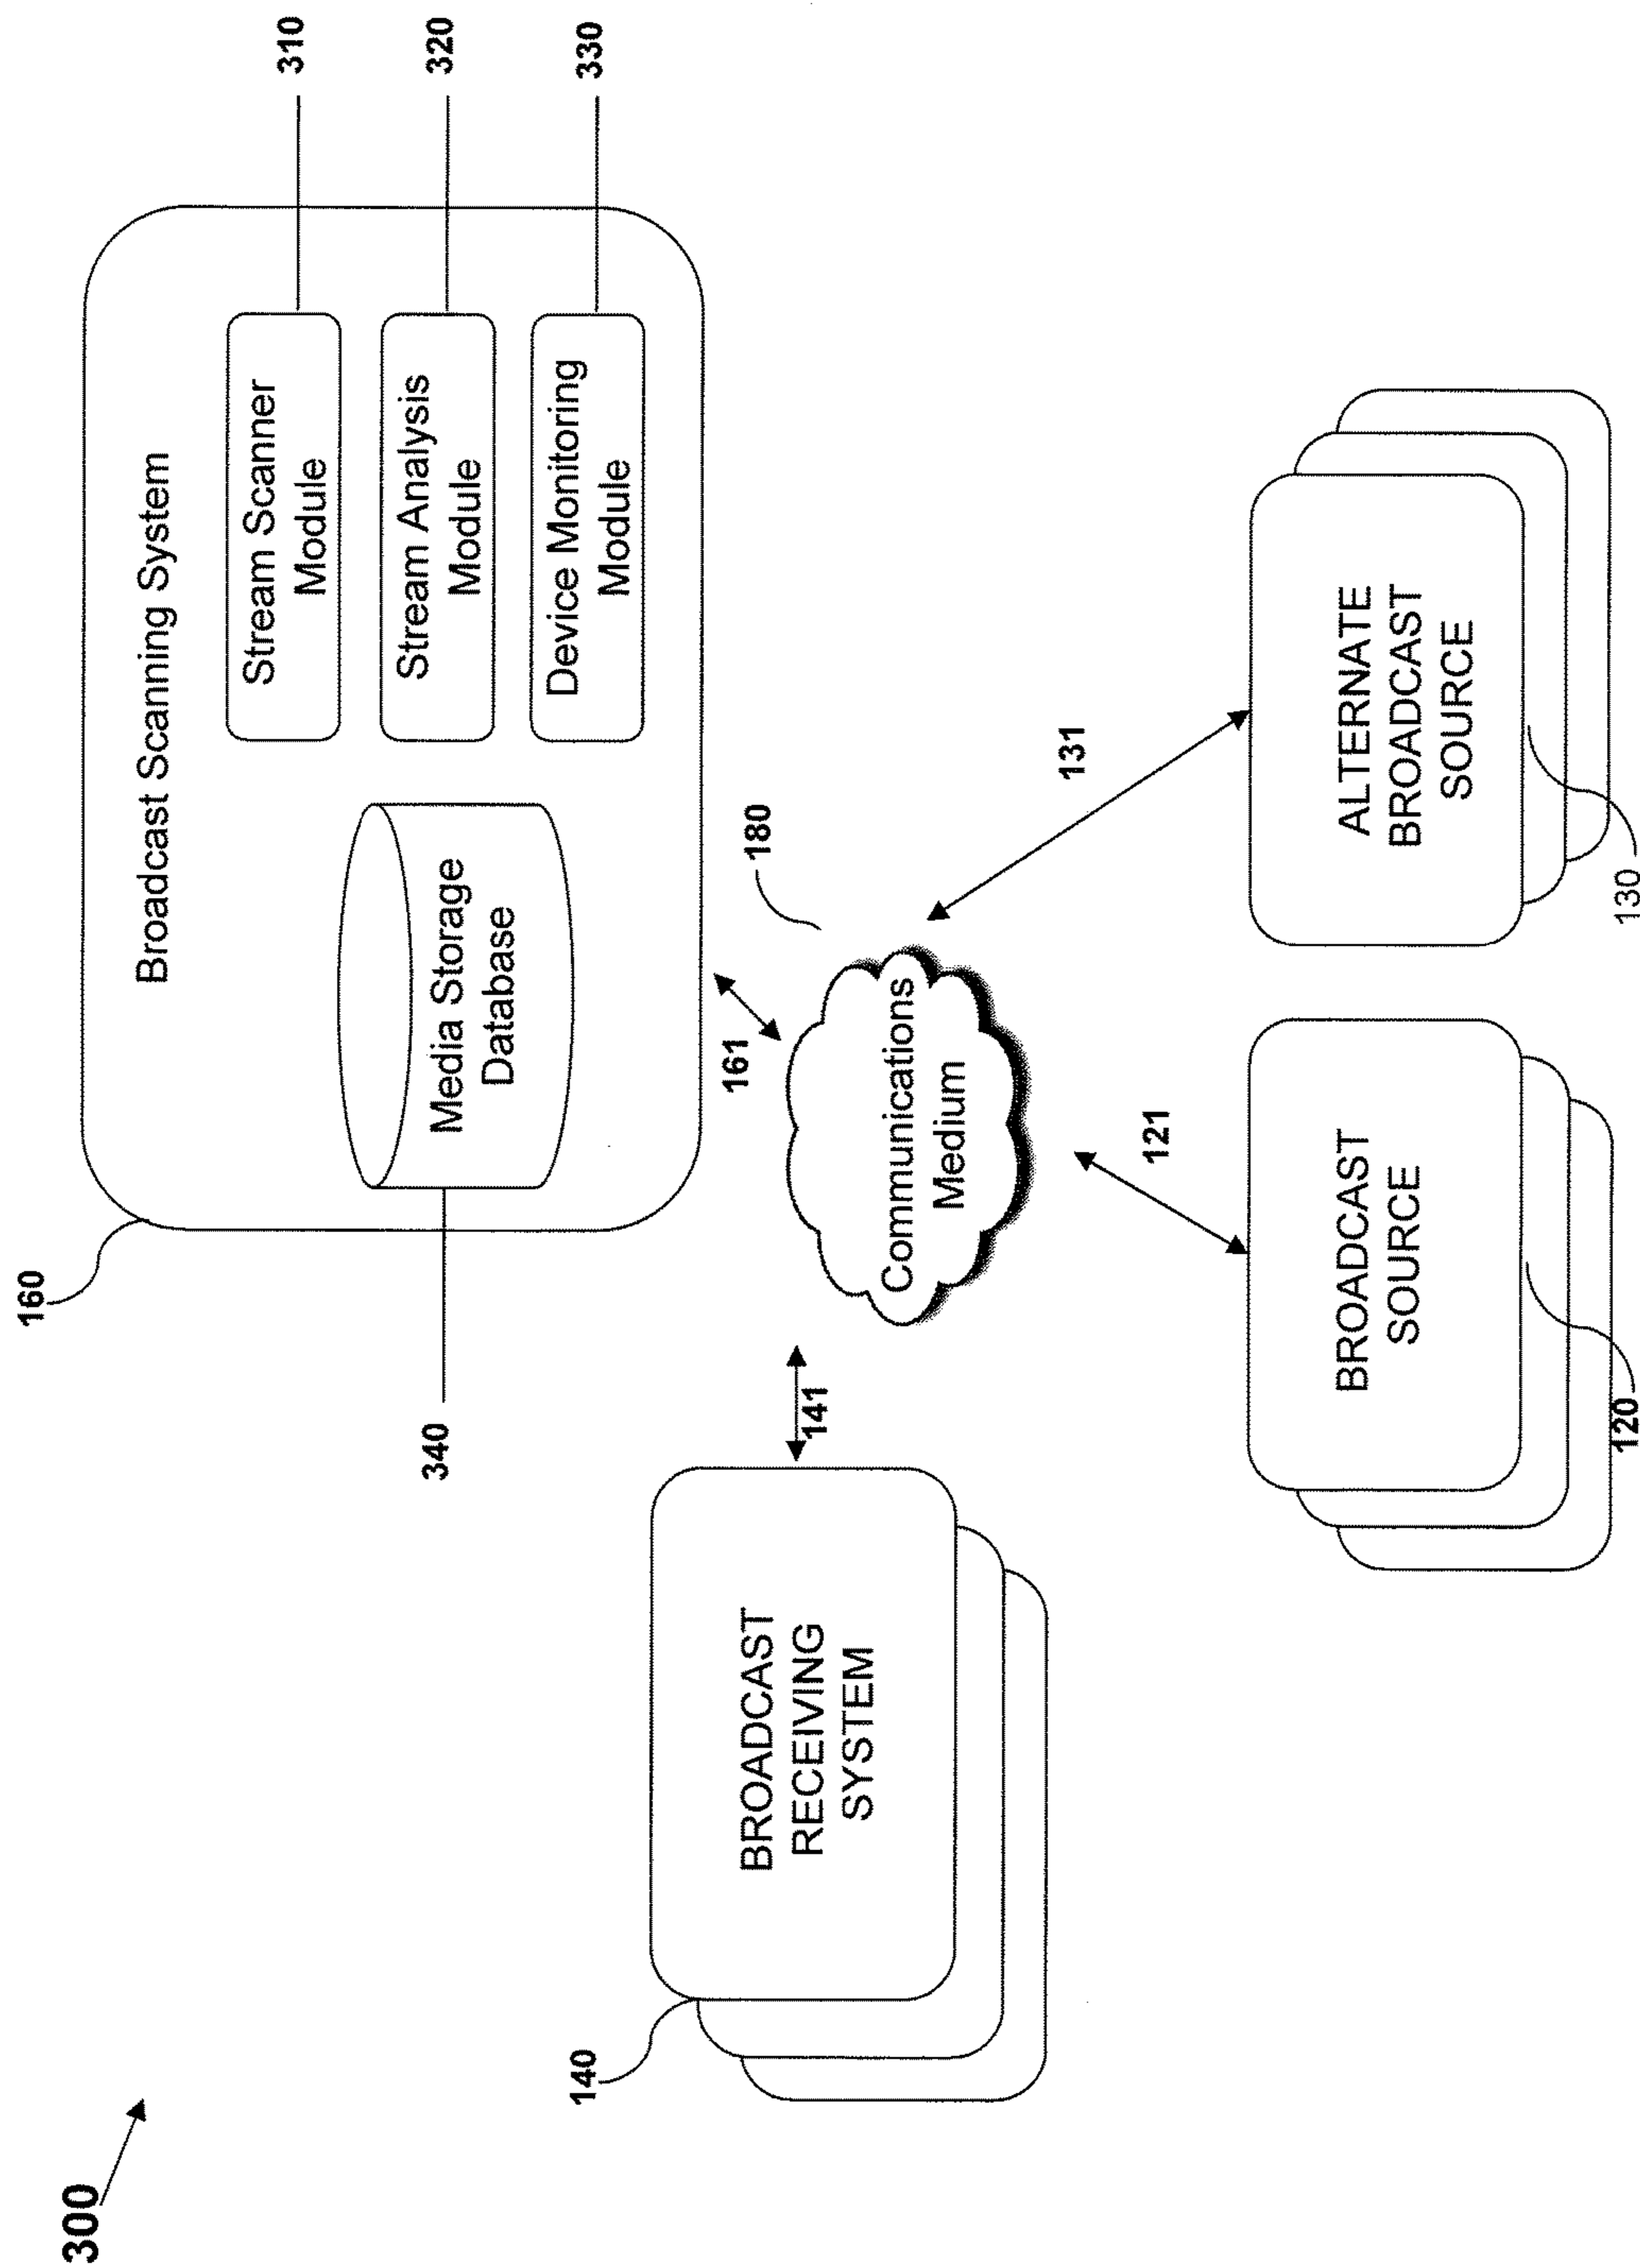 300
160
Broadcast Scanning System
340
Media Storage
Database
Stream Scanner
Module
310
Stream Analysis
Module
320
Device Monitoring
Module
330
140
BROADCAST
RECEIVING
SYSTEM
141
161
180
Communications
Medium
121
131
BROADCAST
SOURCE
120
ALTERNATE
BROADCAST
SOURCE
130